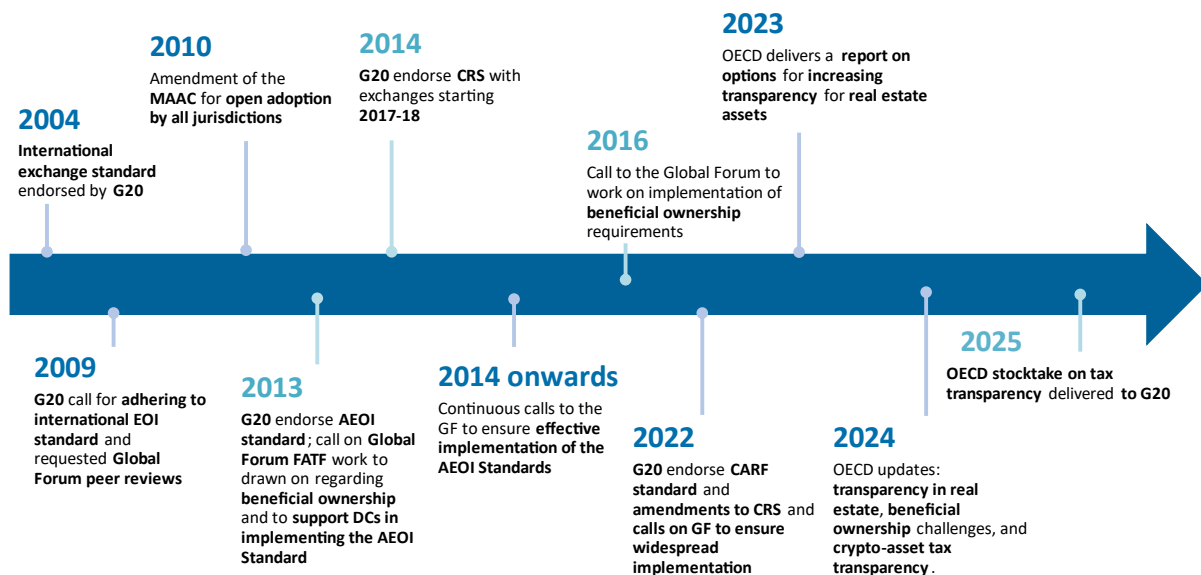 2004
International
exchange standard
endorsed by G20
2010
Amendment of the
MAAC for open adoption
by all jurisdictions
2014
G20 endorse CRS with
exchanges starting
2017-18
2016
Call to the Global Forum to
work on implementation of
beneficial ownership
requirements
2023
OECD delivers a report on
options for increasing
transparency for real estate
assets
2009
G20 call for adhering to
international EOI
standard and
requested Global
Forum peer reviews
2013
G20 endorse AEOI
standard; call on Global
Forum FATF work to
drawn on regarding
beneficial ownership
and to support DCs in
implementing the AEOI
Standard
2014 onwards
Continuous calls to the
GF to ensure effective
implementation of the
AEOI Standards
2022
G20 endorse CARF
standard and
amendments to CRS and
calls on GF to ensure
widespread
implementation
2024
OECD updates:
transparency in real
estate, beneficial
ownership challenges, and
crypto-asset tax
transparency.
2025
OECD stocktake on tax
transparency delivered to G20